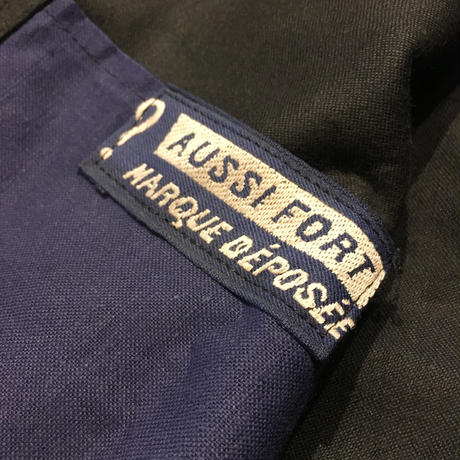 ? AUSSI FORT
MARQUE DÉPOSÉE